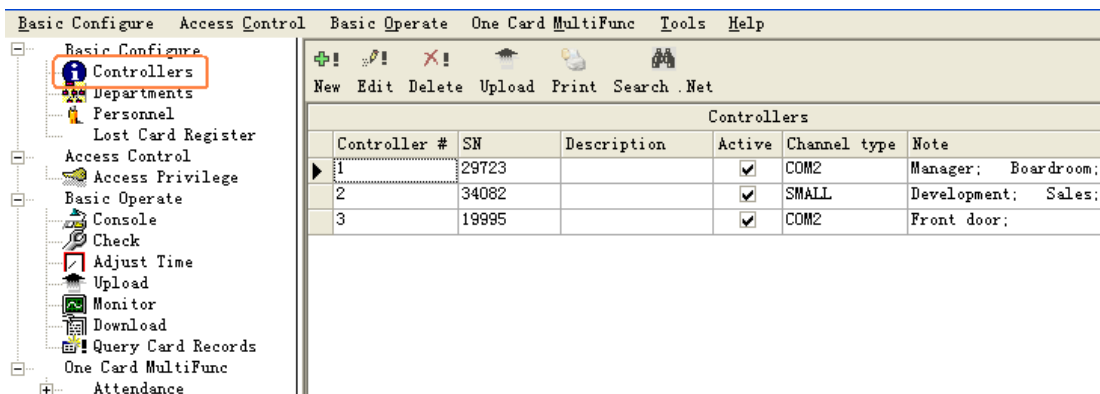 Basic Configure Access Control Basic Operate One Card MultiFunc Tools Help
Basic Configure
Controllers
Departments
Personnel
Lost Card Register
Access Control
Access Privilege
Basic Operate
Console
Check
Adjust Time
Upload
Monitor
Download
Query Card Records
One Card MultiFunc
Attendance
New Edit Delete Upload Print Search .Net
Controllers
Controller # SN Description Active Channel type Note
1 29723 COM2 Manager; Boardroom;
2 34082 SMALL Development; Sales;
3 19995 COM2 Front door;